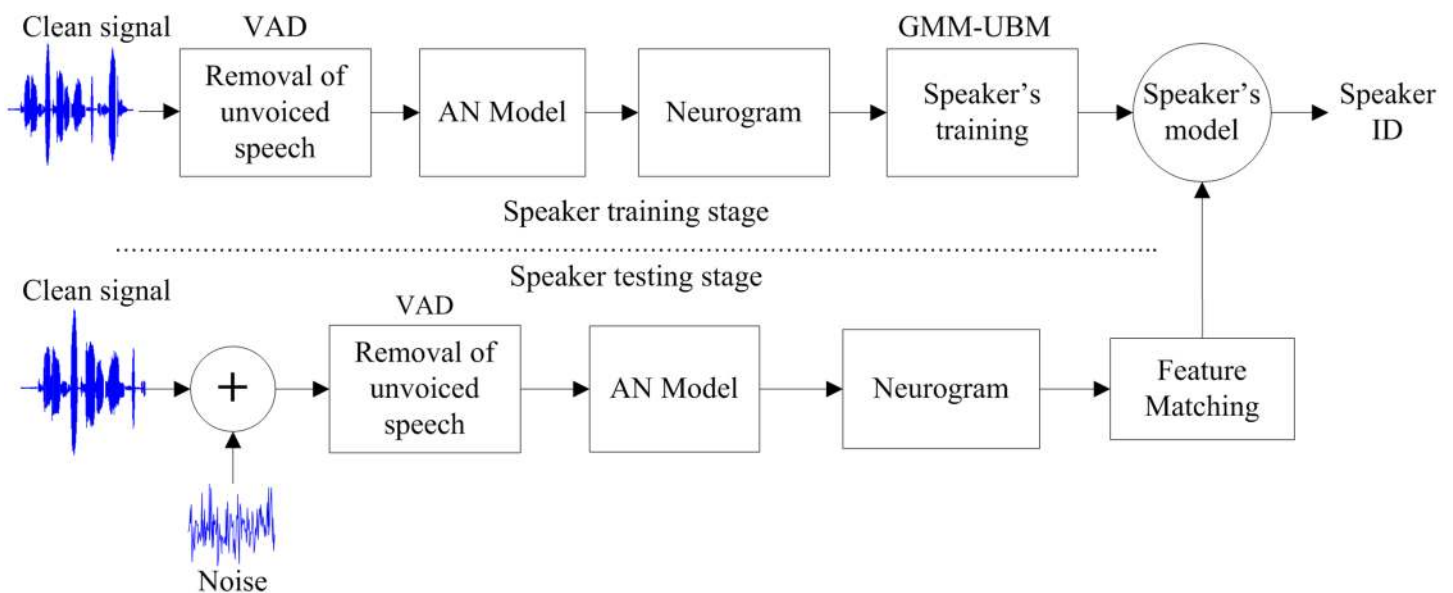 Clean signal
VAD
GMM-UBM
Removal of
unvoiced
speech
AN Model
Neurogram
Speaker's
training
Speaker's
model
Speaker
ID
Speaker training stage
Speaker testing stage
Clean signal
+
Noise
VAD
Removal of
unvoiced
speech
AN Model
Neurogram
Feature
Matching